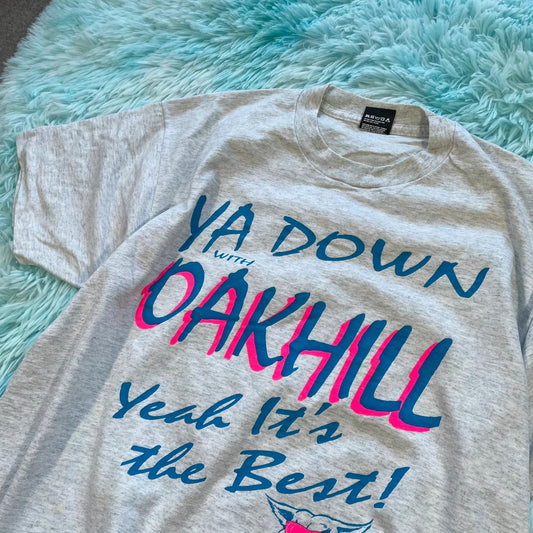 YA DOWN
WITH
OAKHILL
Yeah It's
the Best!